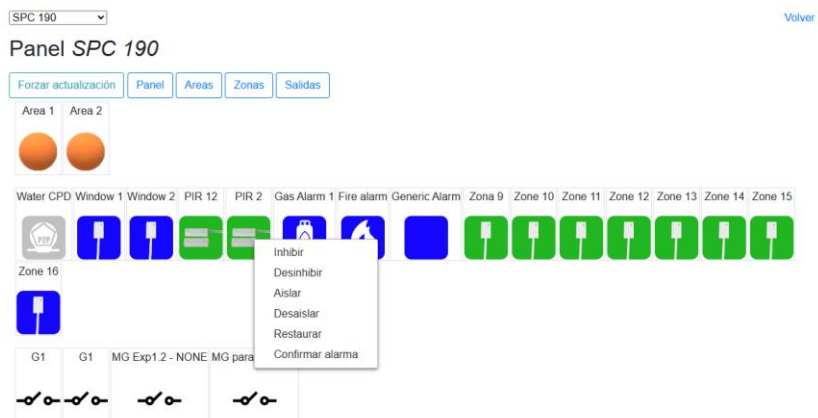 SPC 190 Volver
Panel SPC 190
Forzar actualización Panel Areas Zonas Salidas
Area 1 Area 2
Water CPD Window 1 Window 2 PIR 12 PIR 2 Gas Alarm 1 Fire alarm Generic Alarm Zona 9 Zone 10 Zone 11 Zone 12 Zone 13 Zone 14 Zone 15
Inhibir
Zone 16 Desinhibir
Aislar
Desaislar
Restaurar
Confirmar alarma
G1 G1 MG Exp1.2 - NONE MG para